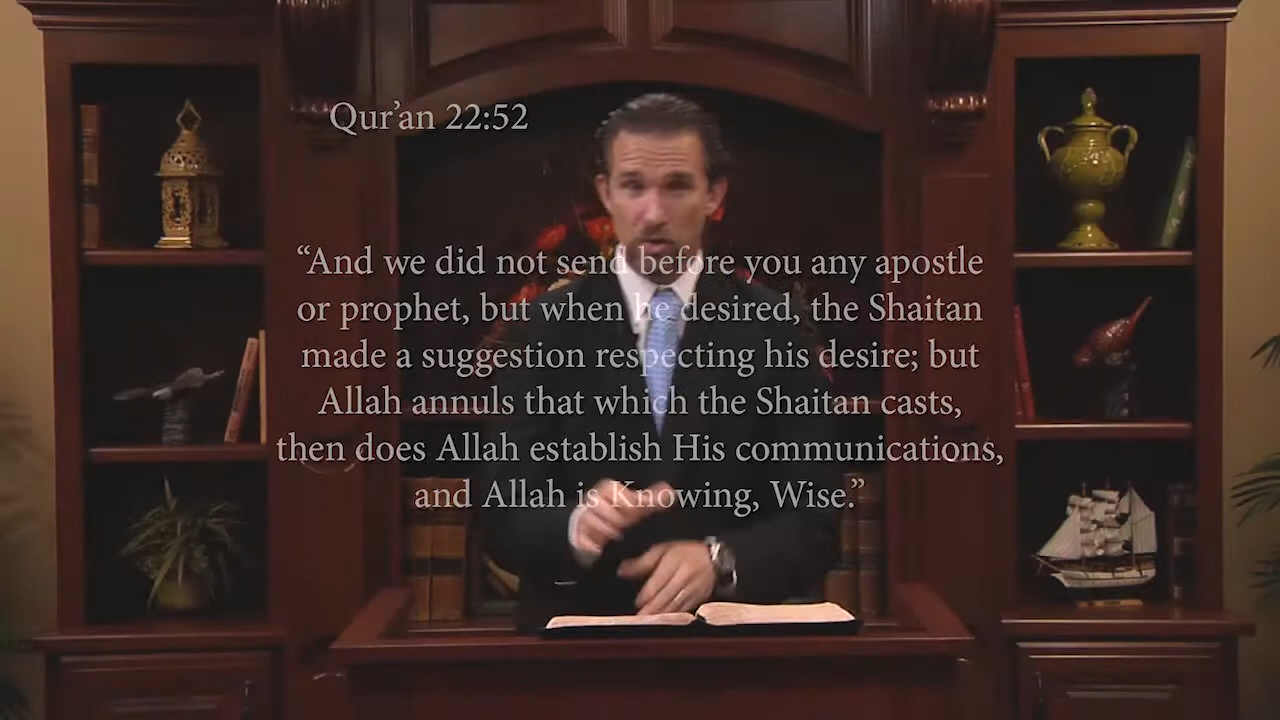 Qur’an 22:52
“And we did not send before you any apostle
or prophet, but when he desired, the Shaitan
made a suggestion respecting his desire; but
Allah annuls that which the Shaitan casts,
then does Allah establish His communications,
and Allah is Knowing, Wise.”